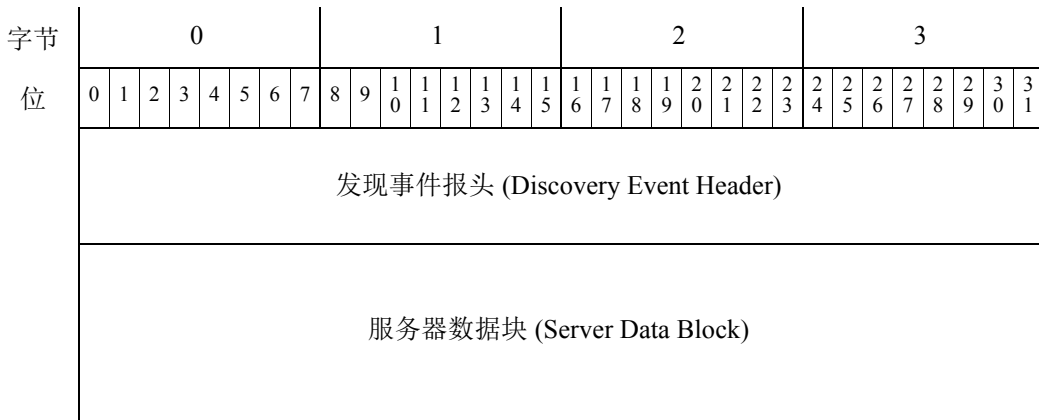 字节 0 1 2 3
位 0 1 2 3 4 5 6 7 8 9 10 11 12 13 14 15 16 17 18 19 20 21 22 23 24 25 26 27 28 29 30 31
发现事件报头 (Discovery Event Header)
服务器数据块 (Server Data Block)